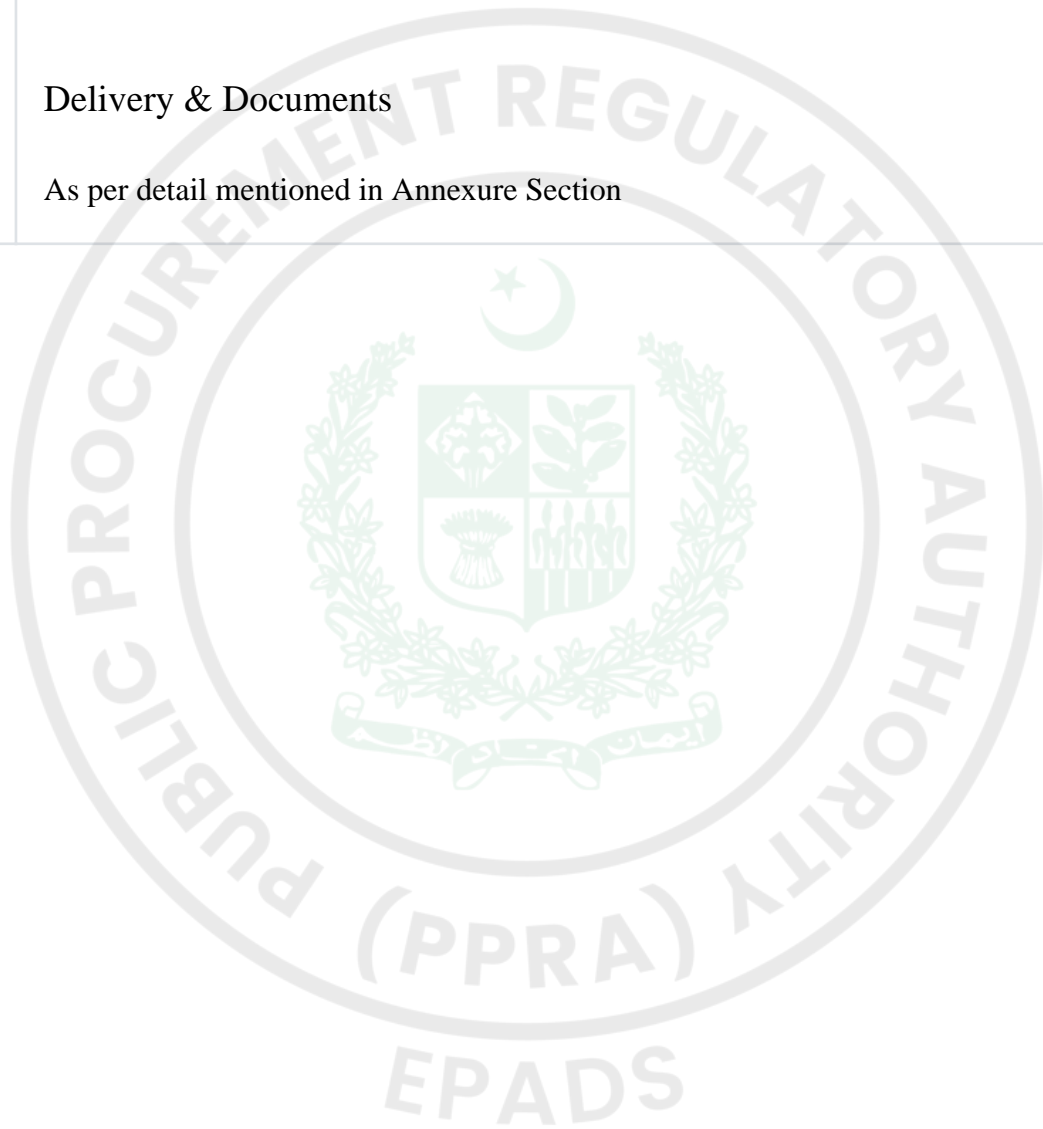 Delivery & Documents
As per detail mentioned in Annexure Section
PUBLIC PROCUREMENT REGULATORY AUTHORITY
(PPRA)
EPADS